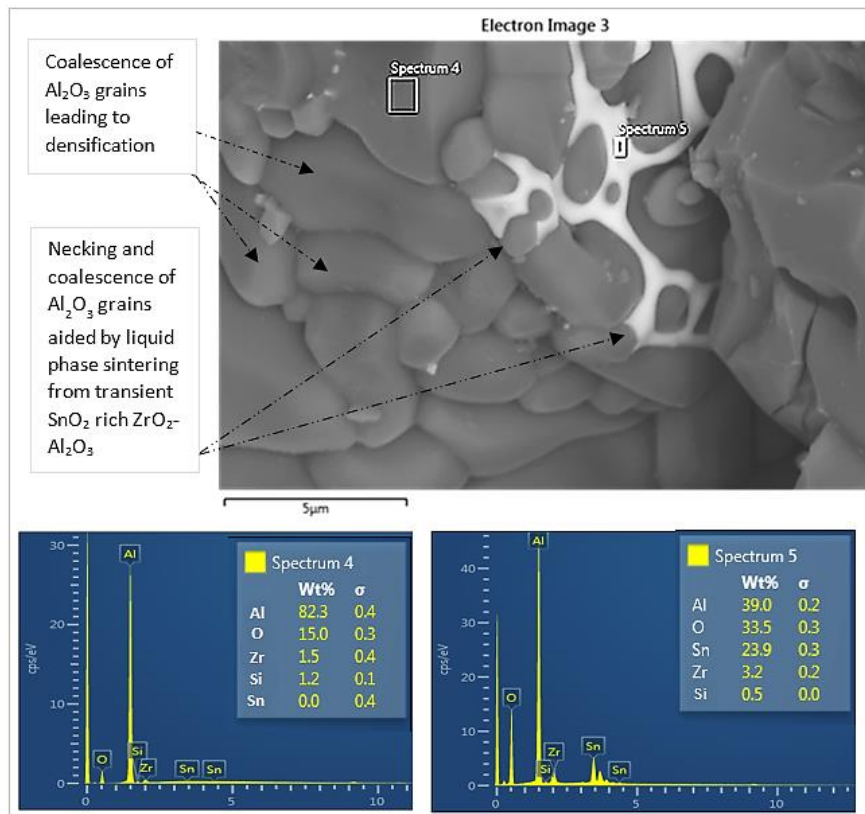 Electron Image 3
Coalescence of
Al₂O₃ grains
leading to
densification
Necking and
coalescence of
Al₂O₃ grains
aided by liquid
phase sintering
from transient
SnO₂ rich ZrO₂-
Al₂O₃
Spectrum 4
Spectrum 5
5µm
30
20
10
0
cps/eV
Al
O
Si
Zr
Sn
Sn
0
5
10
Spectrum 4
Wt% σ
Al 82.3 0.4
O 15.0 0.3
Zr 1.5 0.4
Si 1.2 0.1
Sn 0.0 0.4
40
30
20
10
0
cps/eV
Al
O
Si
Zr
Sn
Sn
0
5
10
Spectrum 5
Wt% σ
Al 39.0 0.2
O 33.5 0.3
Sn 23.9 0.3
Zr 3.2 0.2
Si 0.5 0.0